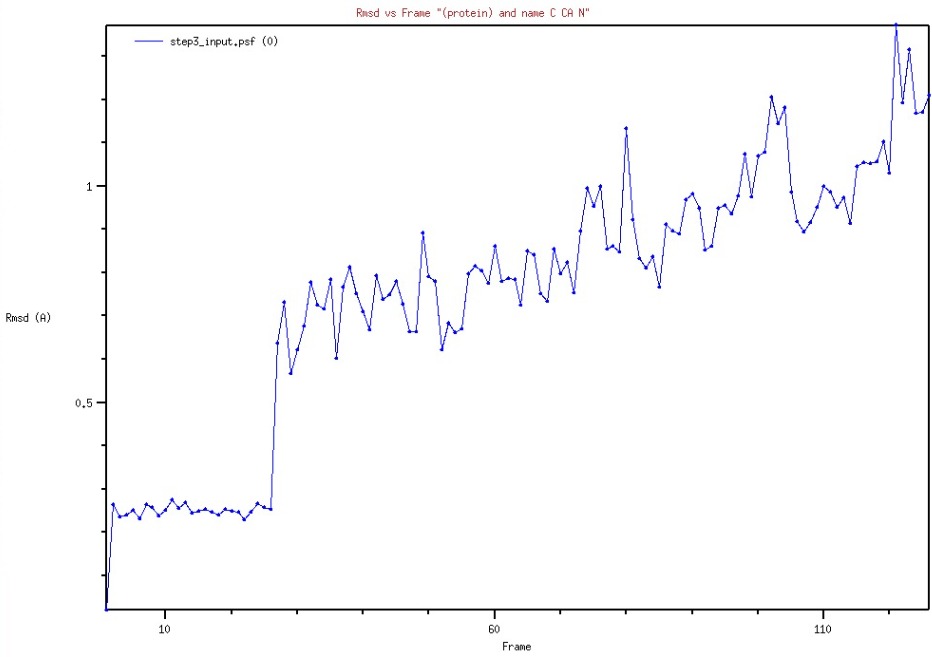 Rmsd vs Frame "(protein) and name C CA N"
step3_input.psf (0)
1
Rmsd (A)
0.5
10 60 110
Frame